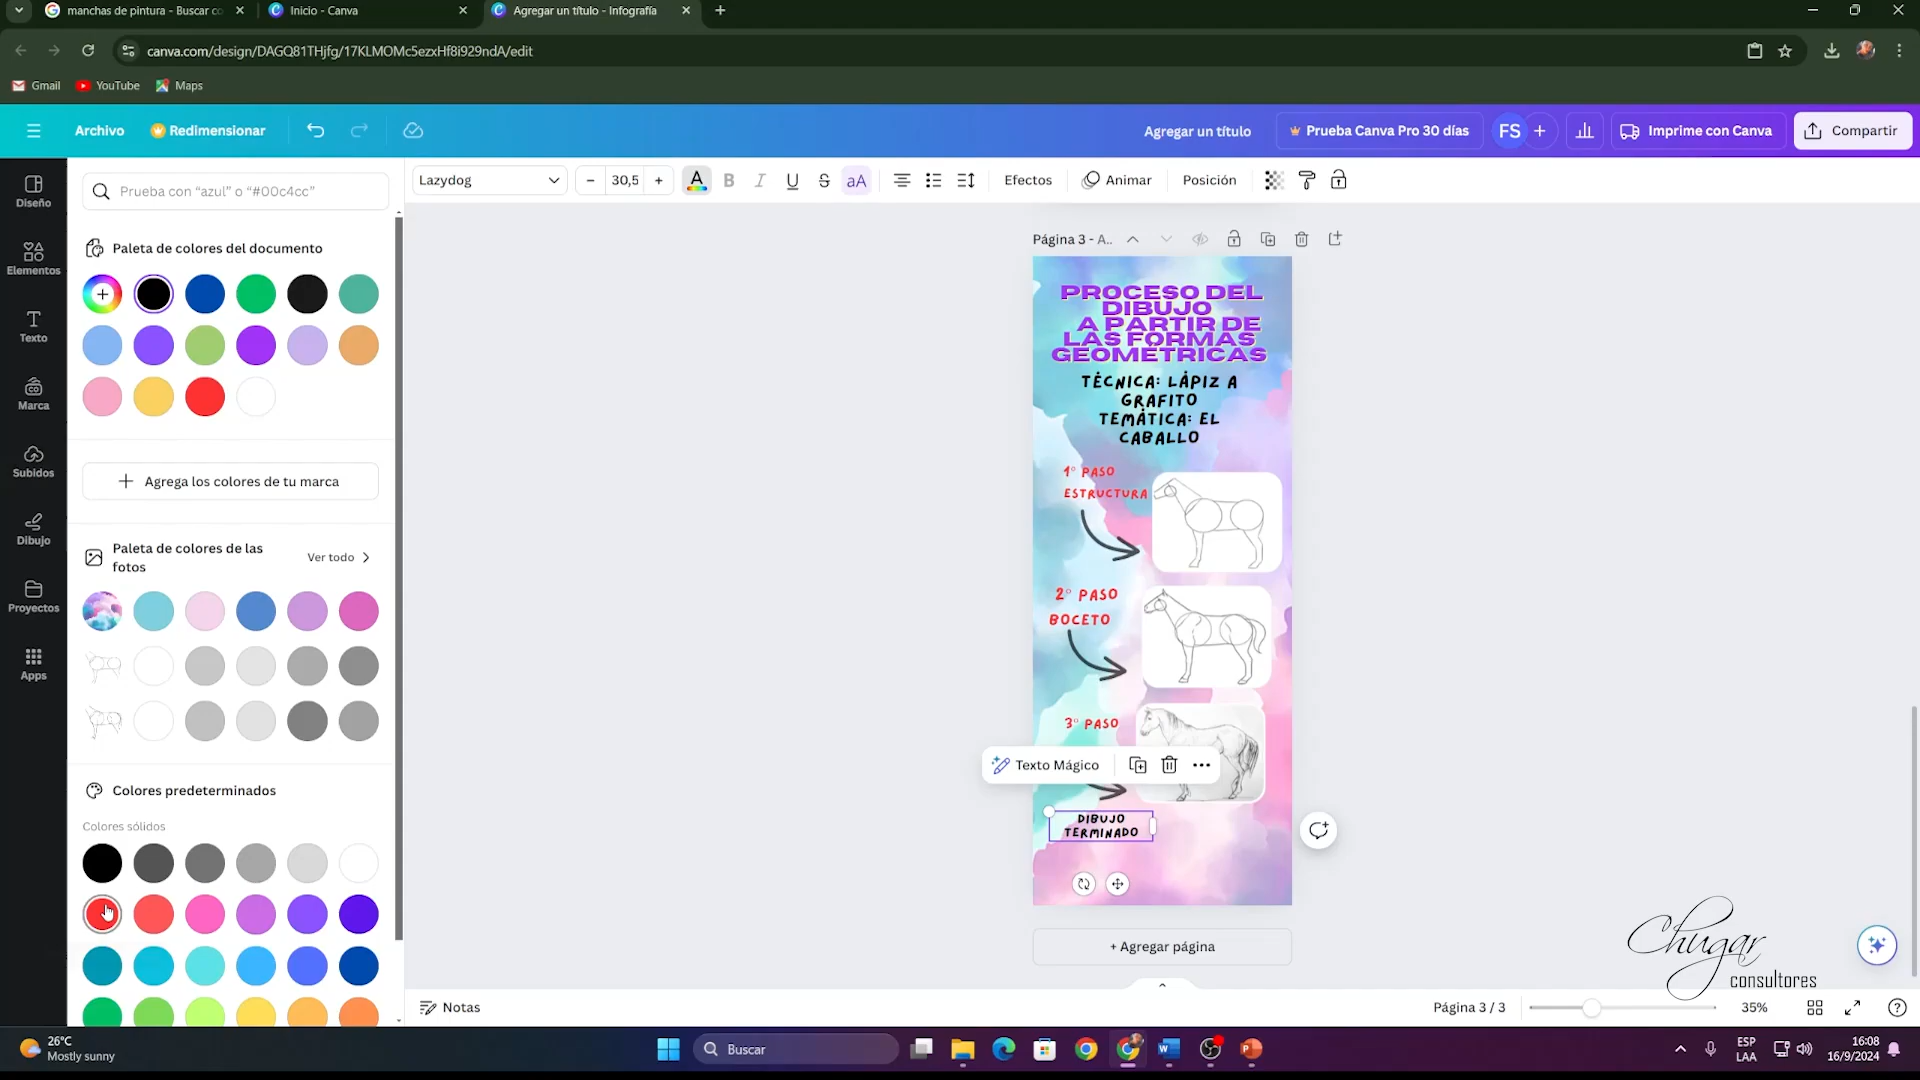 manchas de pintura - Buscar co
Inicio - Canva
Agregar un título - Infografía
canva.com/design/DAGQ81THjfg/17KLMOMc5ezxHf8i929ndA/edit
Gmail
YouTube
Maps
Archivo
Redimensionar
Agregar un título
Prueba Canva Pro 30 días
FS
Imprime con Canva
Compartir
Diseño
Elementos
Texto
Marca
Subidos
Dibujo
Proyectos
Apps
Prueba con “azul” o “#00c4cc”
Lazydog
30,5
Efectos
Animar
Posición
Paleta de colores del documento
Agrega los colores de tu marca
Paleta de colores de las
fotos
Ver todo
Colores predeterminados
Colores sólidos
Página 3 - A..
PROCESO DEL
DIBUJO
A PARTIR DE
LAS FORMAS
GEOMÉTRICAS
TÉCNICA: LÁPIZ A
GRAFITO
TEMÁTICA: EL
CABALLO
1° PASO
ESTRUCTURA
2° PASO
BOCETO
3° PASO
Texto Mágico
DIBUJO
TERMINADO
+ Agregar página
Chugar
consultores
Notas
Página 3 / 3
35%
26°C
Mostly sunny
Buscar
ESP
LAA
16:08
16/9/2024